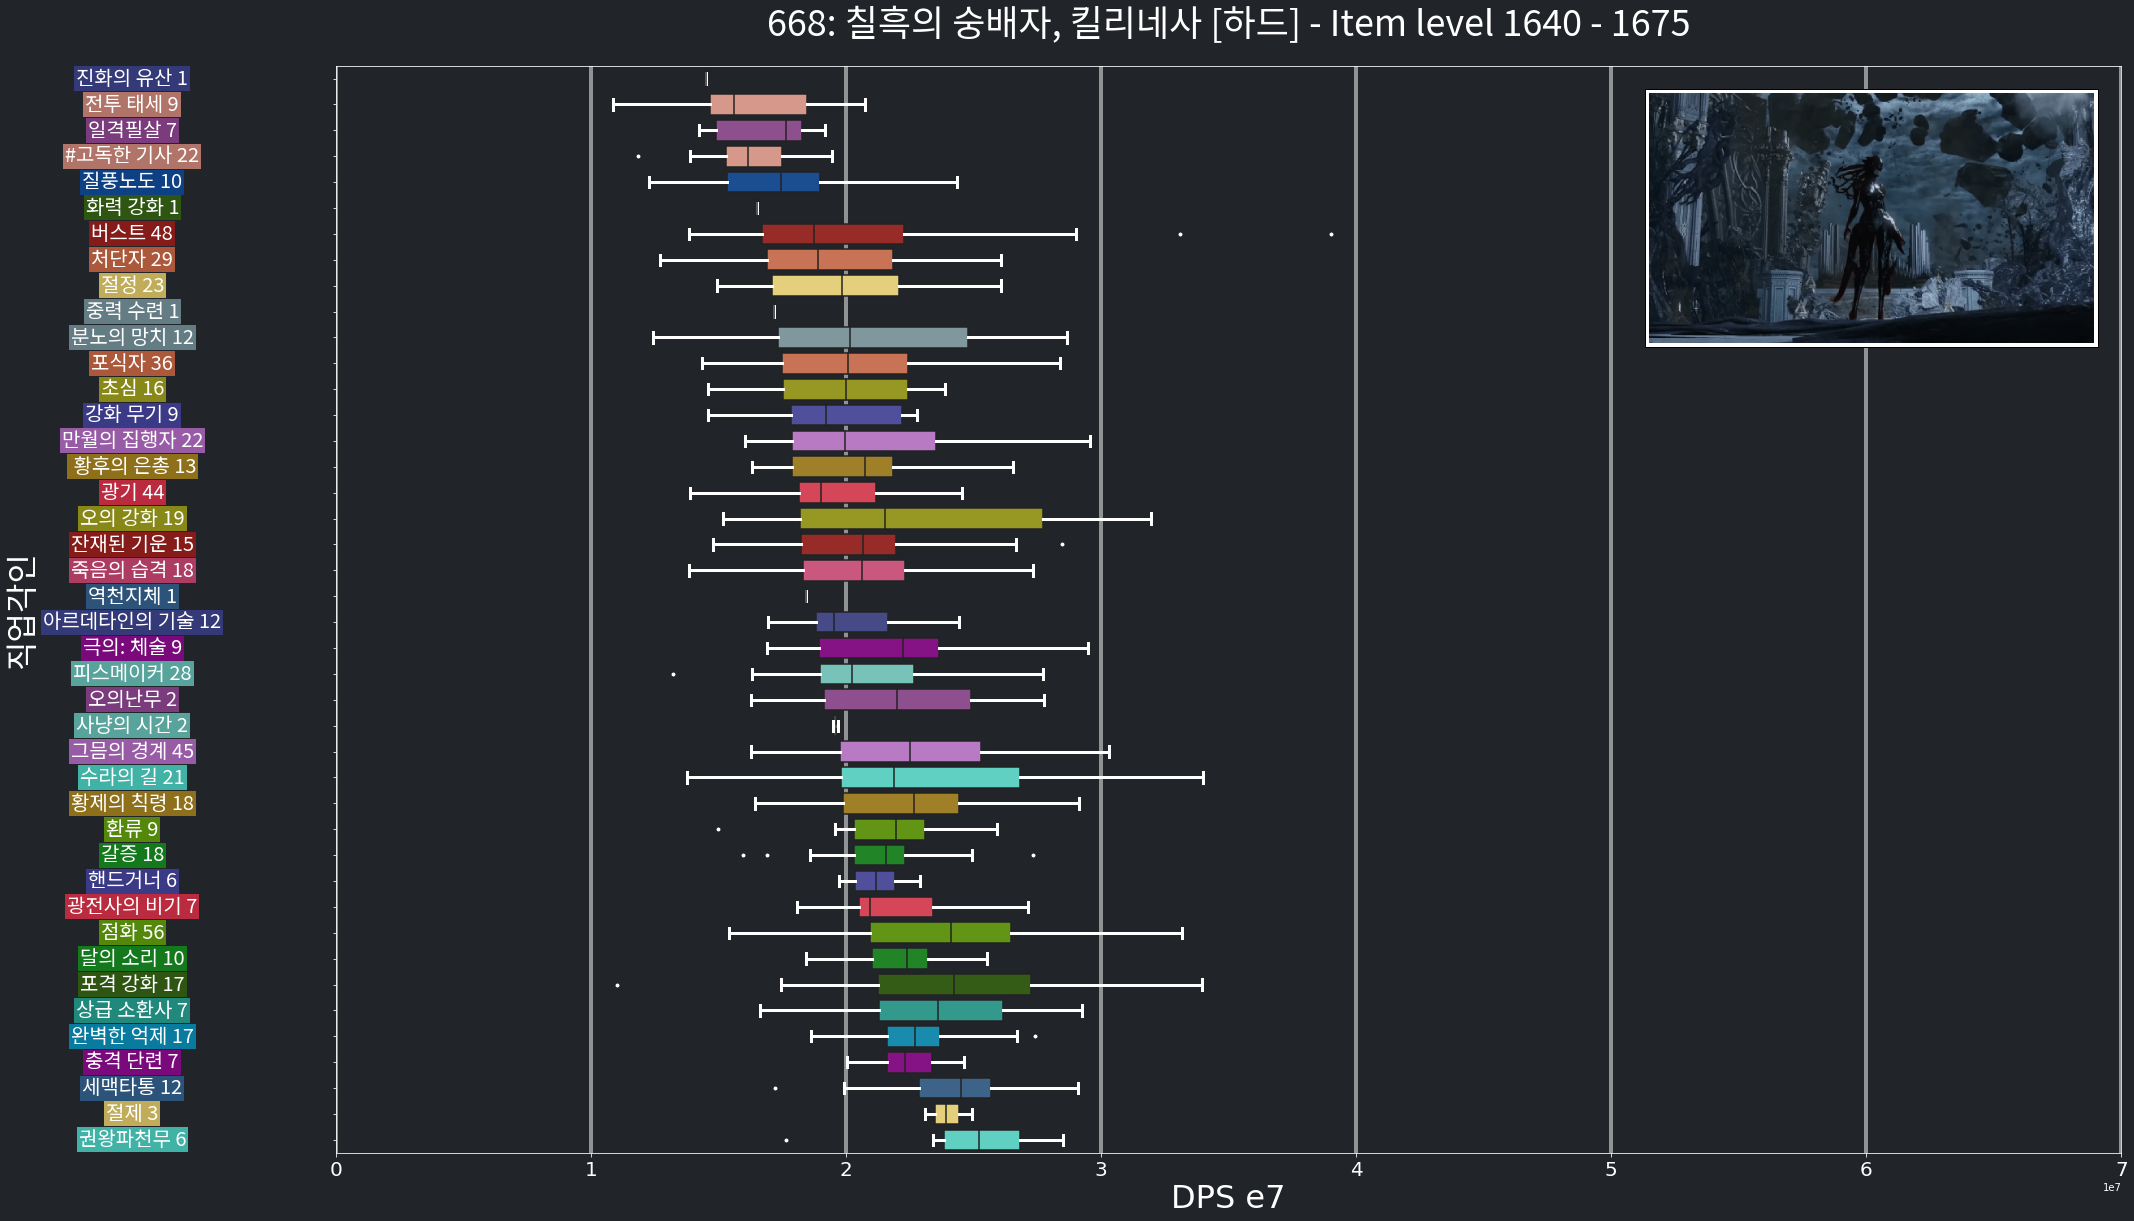 668: 칠흑의 숭배자, 킬리네사 [하드] - Item level 1640 - 1675
직업각인
진화의 유산 1
전투 태세 9
일격필살 7
#고독한 기사 22
질풍노도 10
화력 강화 1
버스트 48
처단자 29
절정 23
중력 수련 1
분노의 망치 12
포식자 36
초심 16
강화 무기 9
만월의 집행자 22
황후의 은총 13
광기 44
오의 강화 19
잔재된 기운 15
죽음의 습격 18
역천지체 1
아르데타인의 기술 12
극의: 체술 9
피스메이커 28
오의난무 2
사냥의 시간 2
그믐의 경계 45
수라의 길 21
황제의 칙령 18
환류 9
갈증 18
핸드거너 6
광전사의 비기 7
점화 56
달의 소리 10
포격 강화 17
상급 소환사 7
완벽한 억제 17
충격 단련 7
세맥타통 12
절제 3
권왕파천무 6
0 1 2 3 4 5 6 7
1e7
DPS e7